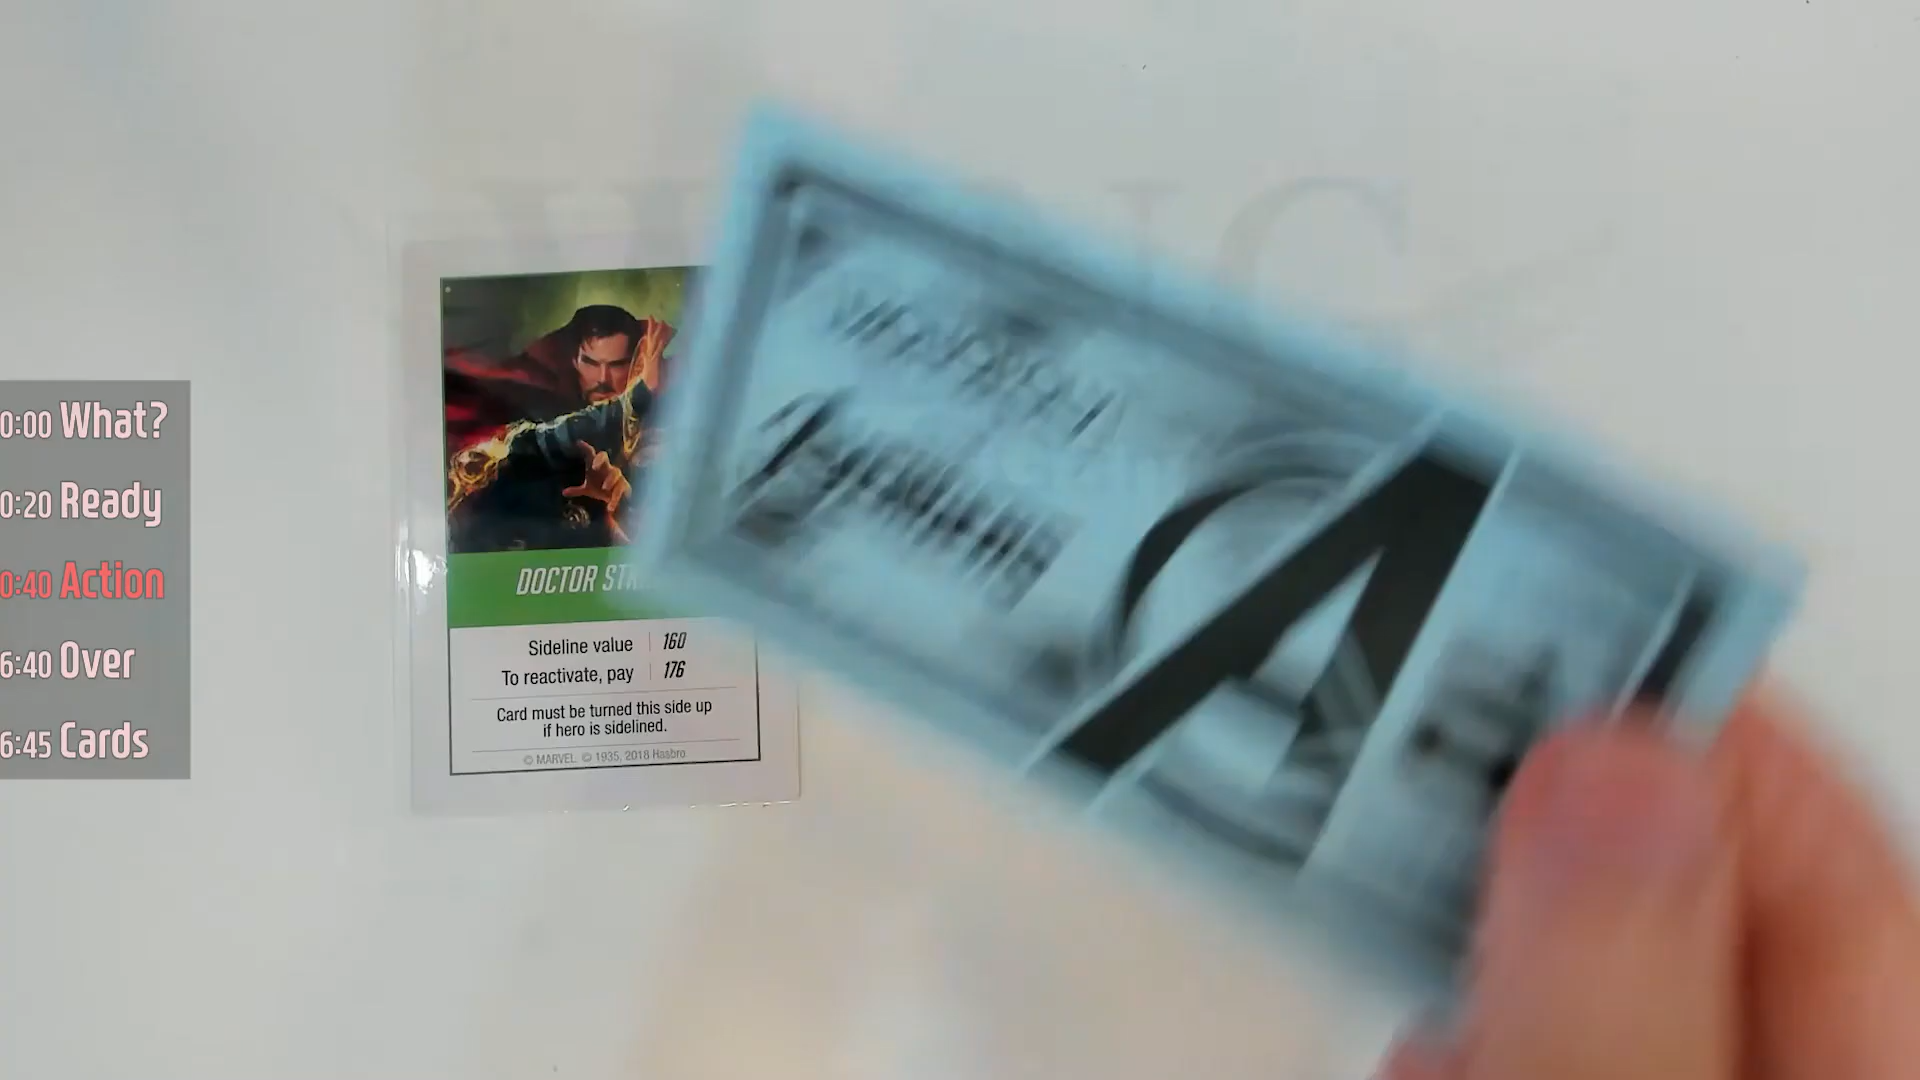 0:00 What?
0:20 Ready
0:40 Action
6:40 Over
6:45 Cards
DOCTOR
Sideline value 160
To reactivate, pay 176
Card must be turned this side up
if hero is sidelined.
© MARVEL. © 1935, 2018 Hasbro